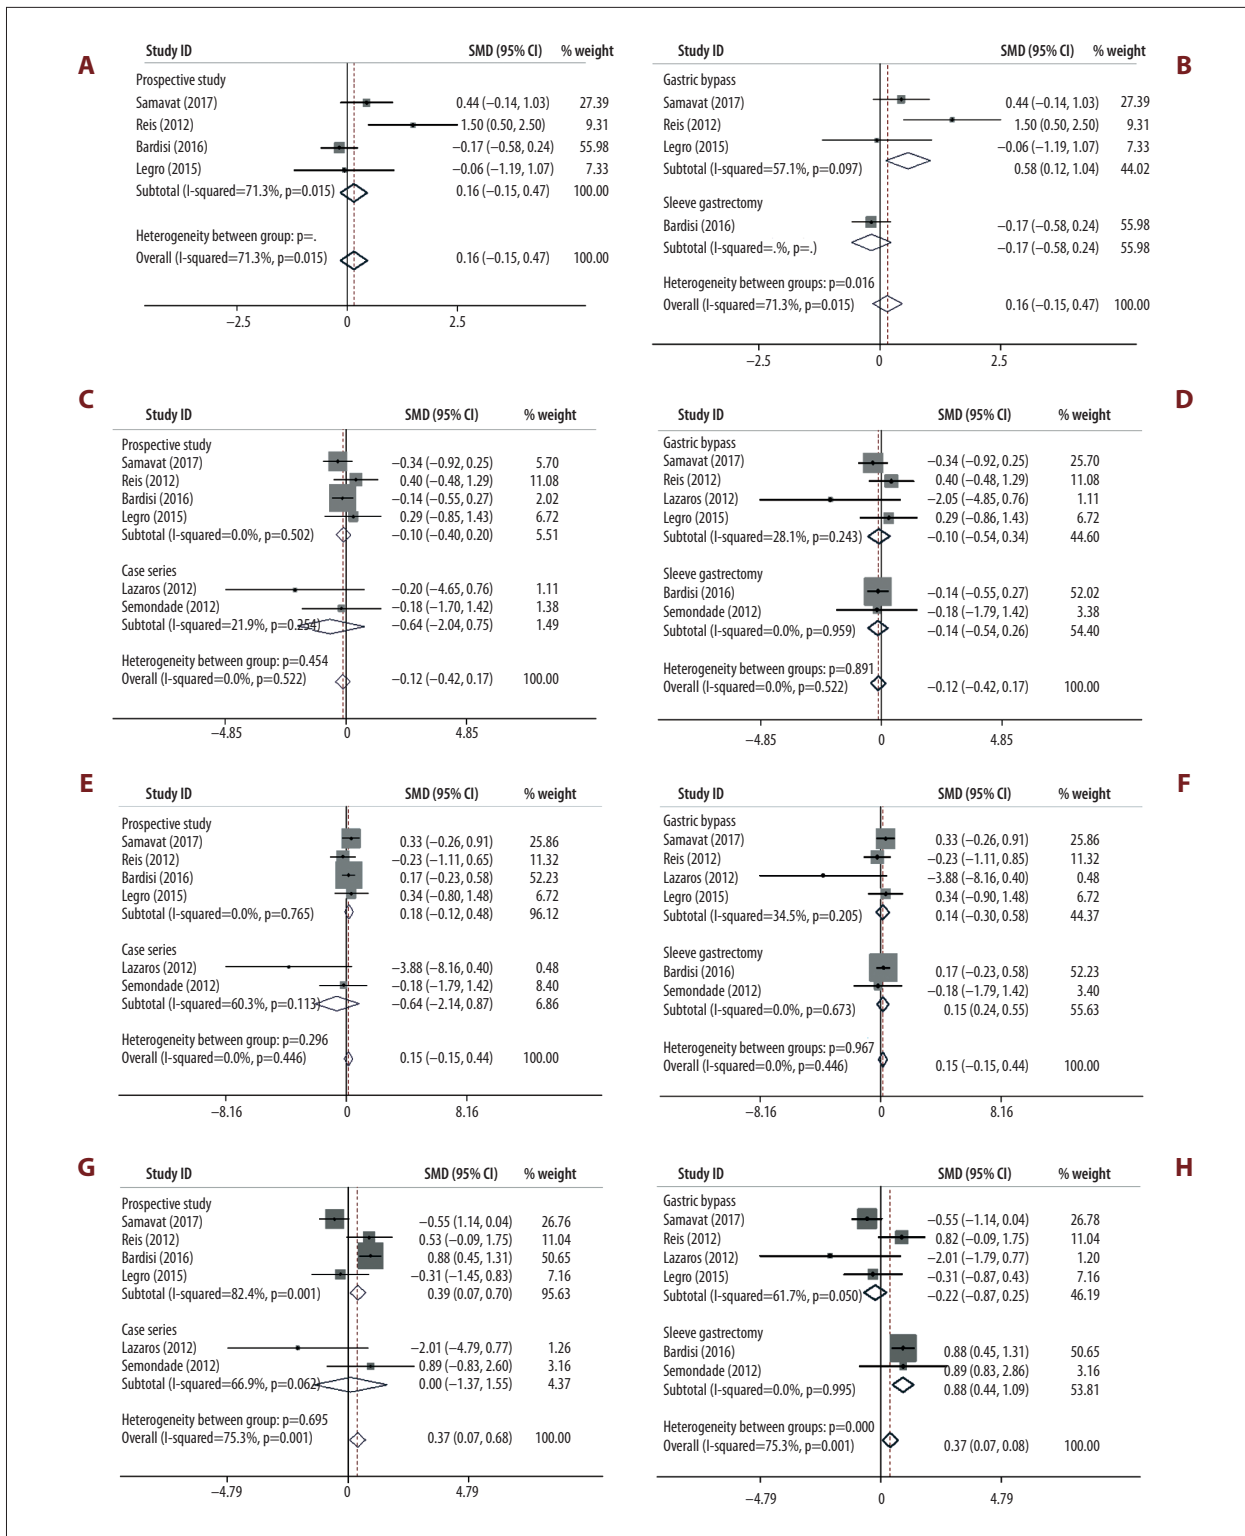 A
Study ID SMD (95% CI) % weight
Prospective study
Samavat (2017) 0.44 (−0.14, 1.03) 27.39
Reis (2012) 1.50 (0.50, 2.50) 9.31
Bardisi (2016) −0.17 (−0.58, 0.24) 55.98
Legro (2015) −0.06 (−1.19, 1.07) 7.33
Subtotal (I-squared=71.3%, p=0.015) 0.16 (−0.15, 0.47) 100.00
Heterogeneity between group: p=.
Overall (I-squared=71.3%, p=0.015) 0.16 (−0.15, 0.47) 100.00
−2.5 0 2.5
B
Study ID SMD (95% CI) % weight
Gastric bypass
Samavat (2017) 0.44 (−0.14, 1.03) 27.39
Reis (2012) 1.50 (0.50, 2.50) 9.31
Legro (2015) −0.06 (−1.19, 1.07) 7.33
Subtotal (I-squared=57.1%, p=0.097) 0.58 (0.12, 1.04) 44.02
Sleeve gastrectomy
Bardisi (2016) −0.17 (−0.58, 0.24) 55.98
Subtotal (I-squared=.%, p=.) −0.17 (−0.58, 0.24) 55.98
Heterogeneity between groups: p=0.016
Overall (I-squared=71.3%, p=0.015) 0.16 (−0.15, 0.47) 100.00
−2.5 0 2.5
C
Study ID SMD (95% CI) % weight
Prospective study
Samavat (2017) −0.34 (−0.92, 0.25) 5.70
Reis (2012) 0.40 (−0.48, 1.29) 11.08
Bardisi (2016) −0.14 (−0.55, 0.27) 2.02
Legro (2015) 0.29 (−0.85, 1.43) 6.72
Subtotal (I-squared=0.0%, p=0.502) −0.10 (−0.40, 0.20) 5.51
Case series
Lazaros (2012) −0.20 (−4.65, 0.76) 1.11
Semondade (2012) −0.18 (−1.70, 1.42) 1.38
Subtotal (I-squared=21.9%, p=0.254) −0.64 (−2.04, 0.75) 1.49
Heterogeneity between group: p=0.454
Overall (I-squared=0.0%, p=0.522) −0.12 (−0.42, 0.17) 100.00
−4.85 0 4.85
D
Study ID SMD (95% CI) % weight
Gastric bypass
Samavat (2017) −0.34 (−0.92, 0.25) 25.70
Reis (2012) 0.40 (−0.48, 1.29) 11.08
Lazaros (2012) −2.05 (−4.85, 0.76) 1.11
Legro (2015) 0.29 (−0.86, 1.43) 6.72
Subtotal (I-squared=28.1%, p=0.243) −0.10 (−0.54, 0.34) 44.60
Sleeve gastrectomy
Bardisi (2016) −0.14 (−0.55, 0.27) 52.02
Semondade (2012) −0.18 (−1.79, 1.42) 3.38
Subtotal (I-squared=0.0%, p=0.959) −0.14 (−0.54, 0.26) 54.40
Heterogeneity between groups: p=0.891
Overall (I-squared=0.0%, p=0.522) −0.12 (−0.42, 0.17) 100.00
−4.85 0 4.85
E
Study ID SMD (95% CI) % weight
Prospective study
Samavat (2017) 0.33 (−0.26, 0.91) 25.86
Reis (2012) −0.23 (−1.11, 0.65) 11.32
Bardisi (2016) 0.17 (−0.23, 0.58) 52.23
Legro (2015) 0.34 (−0.80, 1.48) 6.72
Subtotal (I-squared=0.0%, p=0.765) 0.18 (−0.12, 0.48) 96.12
Case series
Lazaros (2012) −3.88 (−8.16, 0.40) 0.48
Semondade (2012) −0.18 (−1.79, 1.42) 8.40
Subtotal (I-squared=60.3%, p=0.113) −0.64 (−2.14, 0.87) 6.86
Heterogeneity between group: p=0.296
Overall (I-squared=0.0%, p=0.446) 0.15 (−0.15, 0.44) 100.00
−8.16 0 8.16
F
Study ID SMD (95% CI) % weight
Gastric bypass
Samavat (2017) 0.33 (−0.26, 0.91) 25.86
Reis (2012) −0.23 (−1.11, 0.85) 11.32
Lazaros (2012) −3.88 (−8.16, 0.40) 0.48
Legro (2015) 0.34 (−0.90, 1.48) 6.72
Subtotal (I-squared=34.5%, p=0.205) 0.14 (−0.30, 0.58) 44.37
Sleeve gastrectomy
Bardisi (2016) 0.17 (−0.23, 0.58) 52.23
Semondade (2012) −0.18 (−1.79, 1.42) 3.40
Subtotal (I-squared=0.0%, p=0.673) 0.15 (0.24, 0.55) 55.63
Heterogeneity between groups: p=0.967
Overall (I-squared=0.0%, p=0.446) 0.15 (−0.15, 0.44) 100.00
−8.16 0 8.16
G
Study ID SMD (95% CI) % weight
Prospective study
Samavat (2017) −0.55 (1.14, 0.04) 26.76
Reis (2012) 0.53 (−0.09, 1.75) 11.04
Bardisi (2016) 0.88 (0.45, 1.31) 50.65
Legro (2015) −0.31 (−1.45, 0.83) 7.16
Subtotal (I-squared=82.4%, p=0.001) 0.39 (0.07, 0.70) 95.63
Case series
Lazaros (2012) −2.01 (−4.79, 0.77) 1.26
Semondade (2012) 0.89 (−0.83, 2.60) 3.16
Subtotal (I-squared=66.9%, p=0.062) 0.00 (−1.37, 1.55) 4.37
Heterogeneity between group: p=0.695
Overall (I-squared=75.3%, p=0.001) 0.37 (0.07, 0.68) 100.00
−4.79 0 4.79
H
Study ID SMD (95% CI) % weight
Gastric bypass
Samavat (2017) −0.55 (−1.14, 0.04) 26.78
Reis (2012) 0.82 (−0.09, 1.75) 11.04
Lazaros (2012) −2.01 (−1.79, 0.77) 1.20
Legro (2015) −0.31 (−0.87, 0.43) 7.16
Subtotal (I-squared=61.7%, p=0.050) −0.22 (−0.87, 0.25) 46.19
Sleeve gastrectomy
Bardisi (2016) 0.88 (0.45, 1.31) 50.65
Semondade (2012) 0.89 (0.83, 2.86) 3.16
Subtotal (I-squared=0.0%, p=0.995) 0.88 (0.44, 1.09) 53.81
Heterogeneity between groups: p=0.000
Overall (I-squared=75.3%, p=0.001) 0.37 (0.07, 0.08) 100.00
−4.79 0 4.79